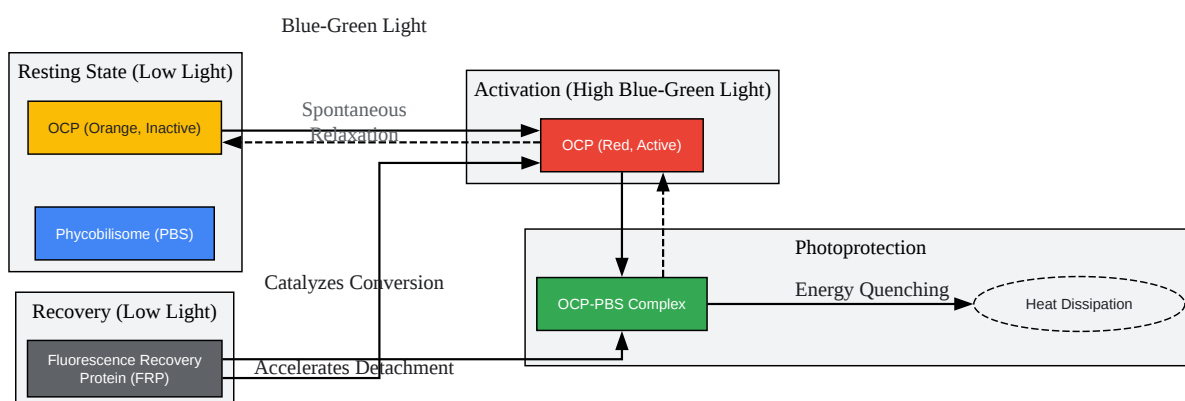 Blue-Green Light
Resting State (Low Light)
OCP (Orange, Inactive)
Phycobilisome (PBS)
Spontaneous
Relaxation
Activation (High Blue-Green Light)
OCP (Red, Active)
Photoprotection
OCP-PBS Complex
Energy Quenching
Heat Dissipation
Catalyzes Conversion
Recovery (Low Light)
Fluorescence Recovery
Protein (FRP)
Accelerates Detachment